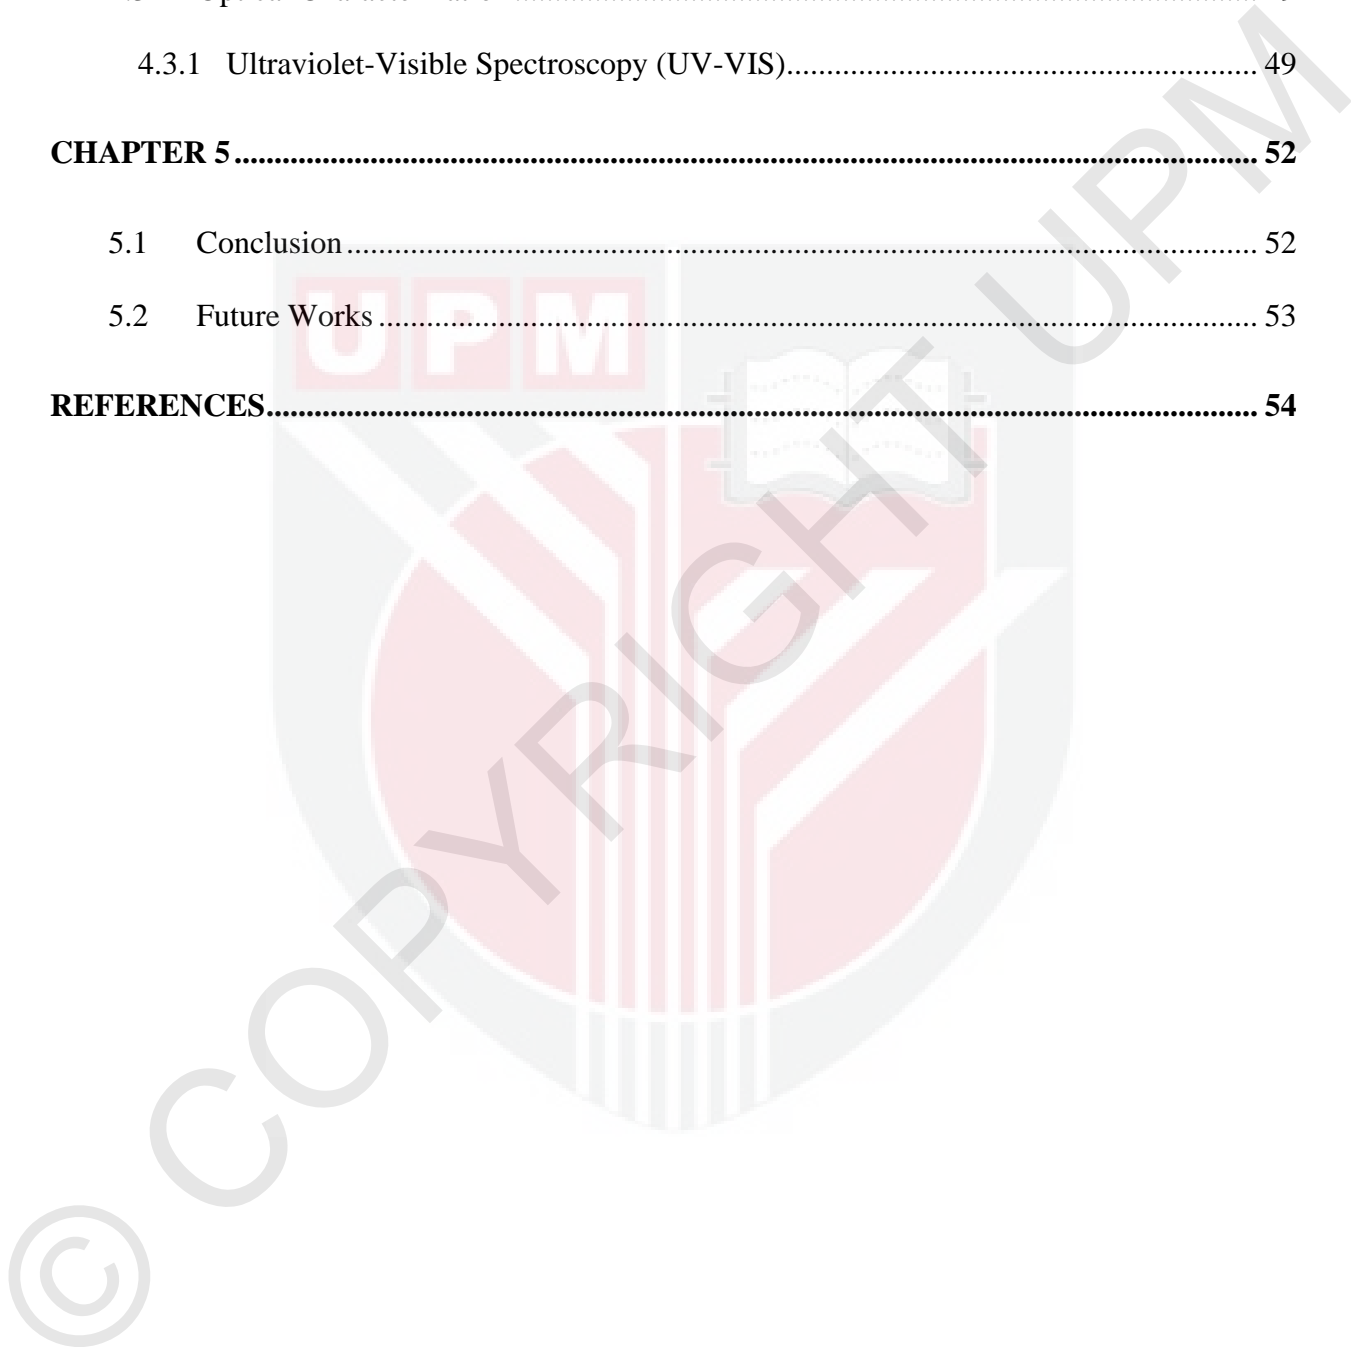 4.3.1 Ultraviolet-Visible Spectroscopy (UV-VIS)........................................................... 49
CHAPTER 5................................................................................................................................ 52
5.1 Conclusion.................................................................................................................. 52
5.2 Future Works.............................................................................................................. 53
REFERENCES............................................................................................................................ 54
UPM
© COPYRIGHT UPM